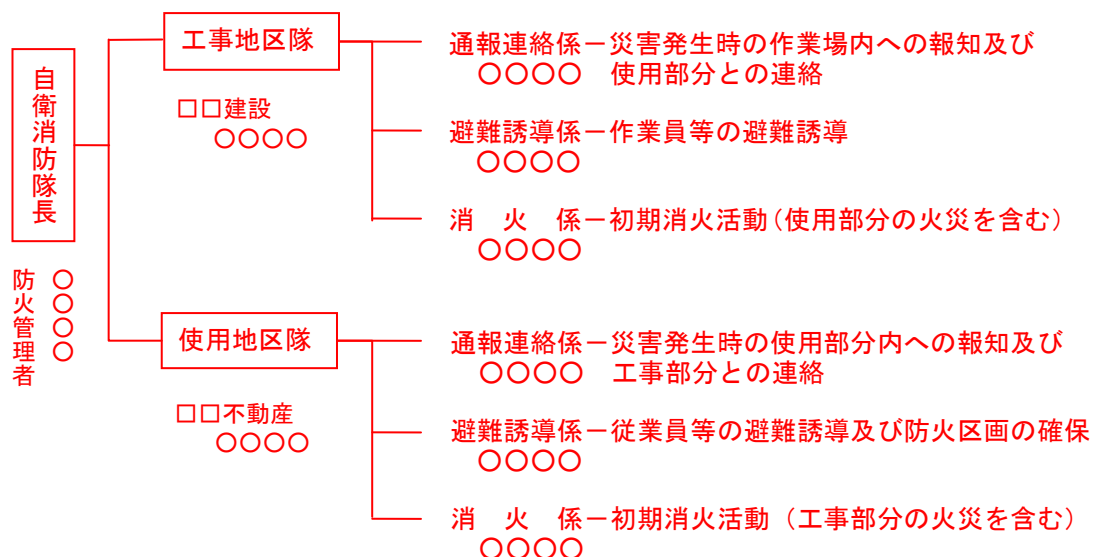 自衛消防隊長
防火管理者
〇〇〇〇
工事地区隊
□□建設
〇〇〇〇
通報連絡係－災害発生時の作業場内への報知及び
〇〇〇〇　使用部分との連絡
避難誘導係－作業員等の避難誘導
〇〇〇〇
消　火　係－初期消火活動（使用部分の火災を含む）
〇〇〇〇
使用地区隊
□□不動産
〇〇〇〇
通報連絡係－災害発生時の使用部分内への報知及び
〇〇〇〇　工事部分との連絡
避難誘導係－従業員等の避難誘導及び防火区画の確保
〇〇〇〇
消　火　係－初期消火活動（工事部分の火災を含む）
〇〇〇〇